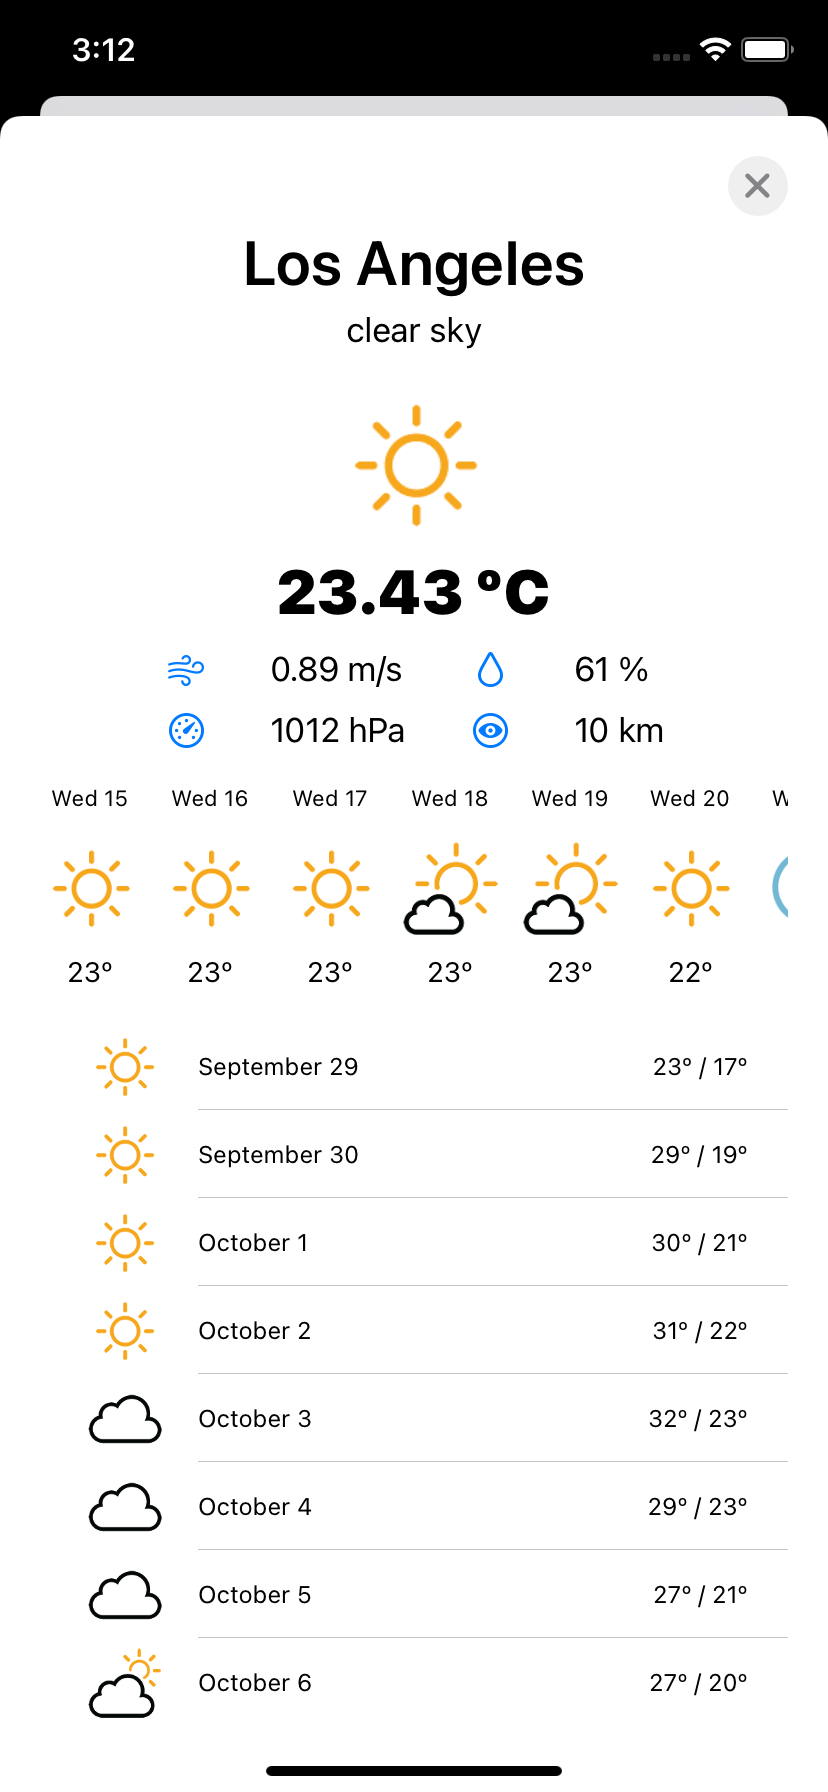 3:12
Los Angeles
clear sky
23.43 °C
0.89 m/s 61 %
1012 hPa 10 km
Wed 15 Wed 16 Wed 17 Wed 18 Wed 19 Wed 20
23° 23° 23° 23° 23° 22°
September 29 23° / 17°
September 30 29° / 19°
October 1 30° / 21°
October 2 31° / 22°
October 3 32° / 23°
October 4 29° / 23°
October 5 27° / 21°
October 6 27° / 20°